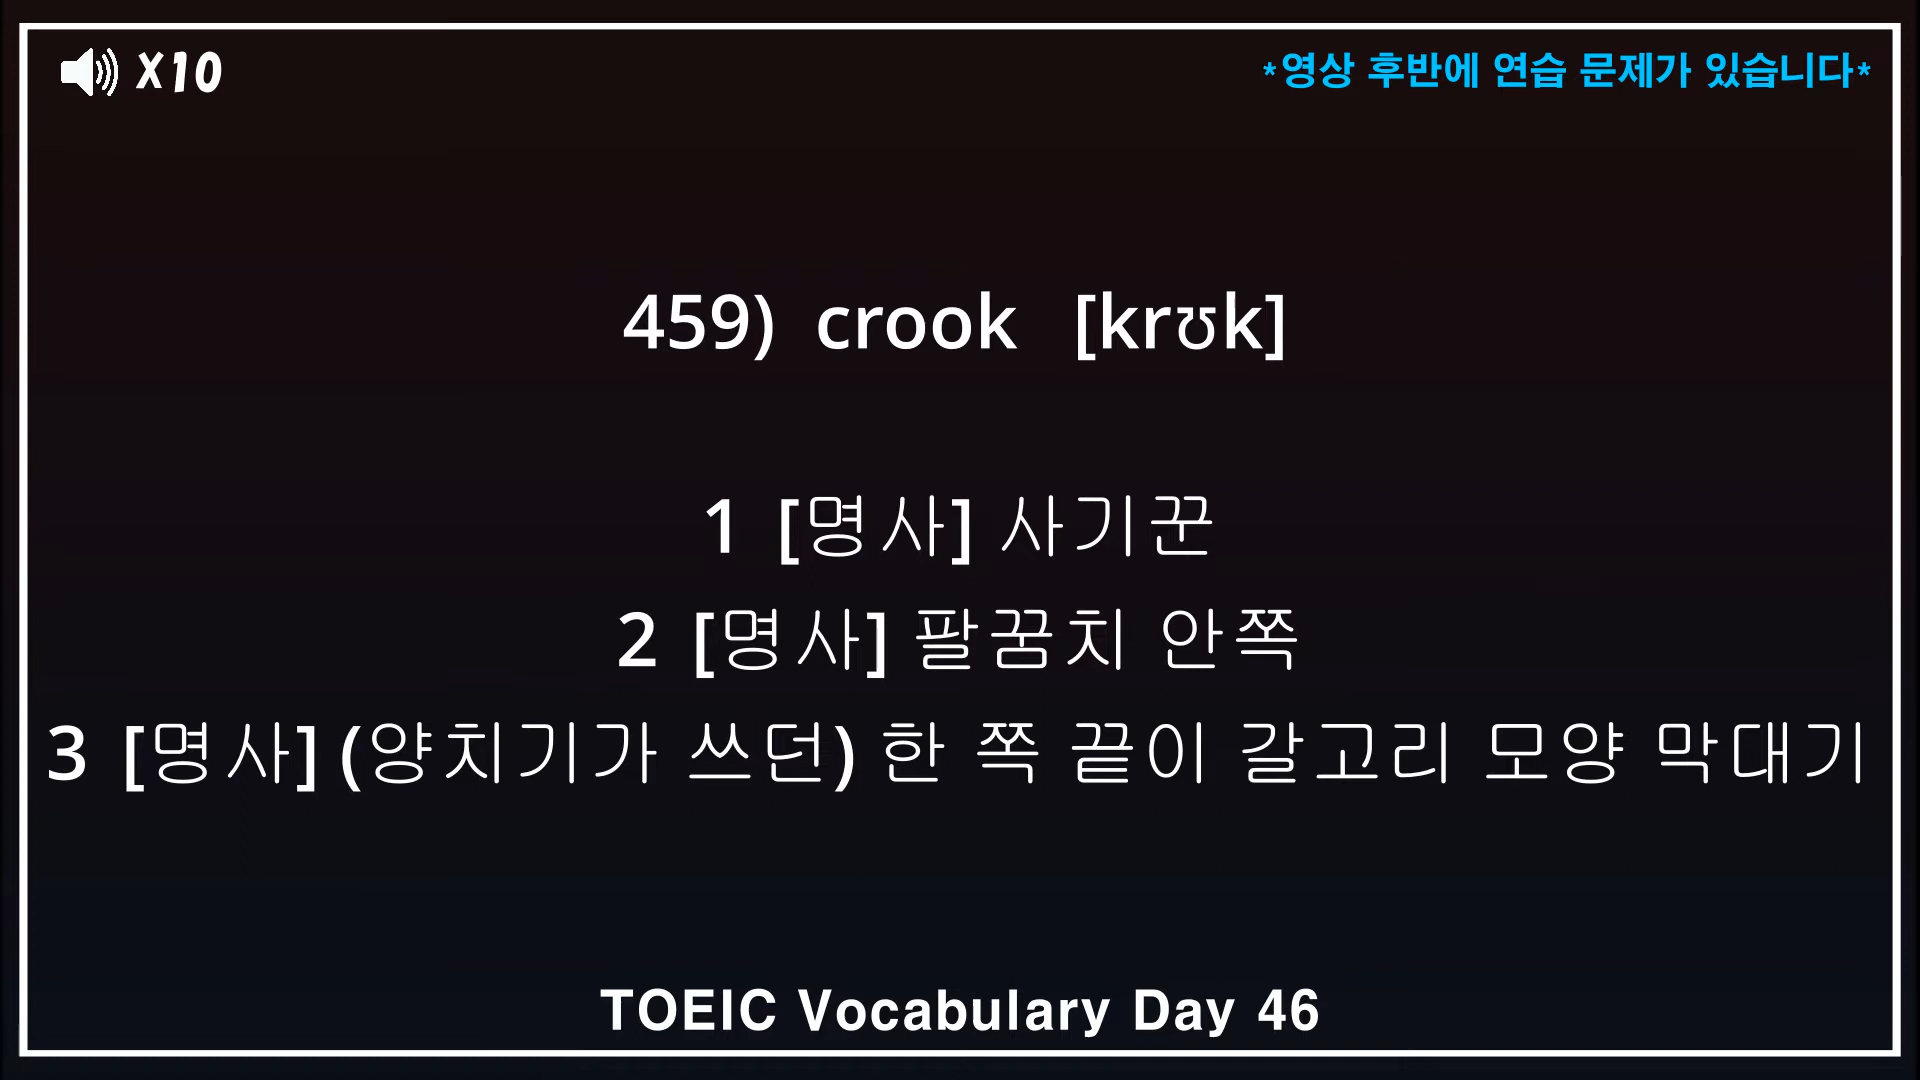 X10
*영상 후반에 연습 문제가 있습니다*
459) crook [krʊk]
1 [명사] 사기꾼
2 [명사] 팔꿈치 안쪽
3 [명사] (양치기가 쓰던) 한 쪽 끝이 갈고리 모양 막대기
TOEIC Vocabulary Day 46